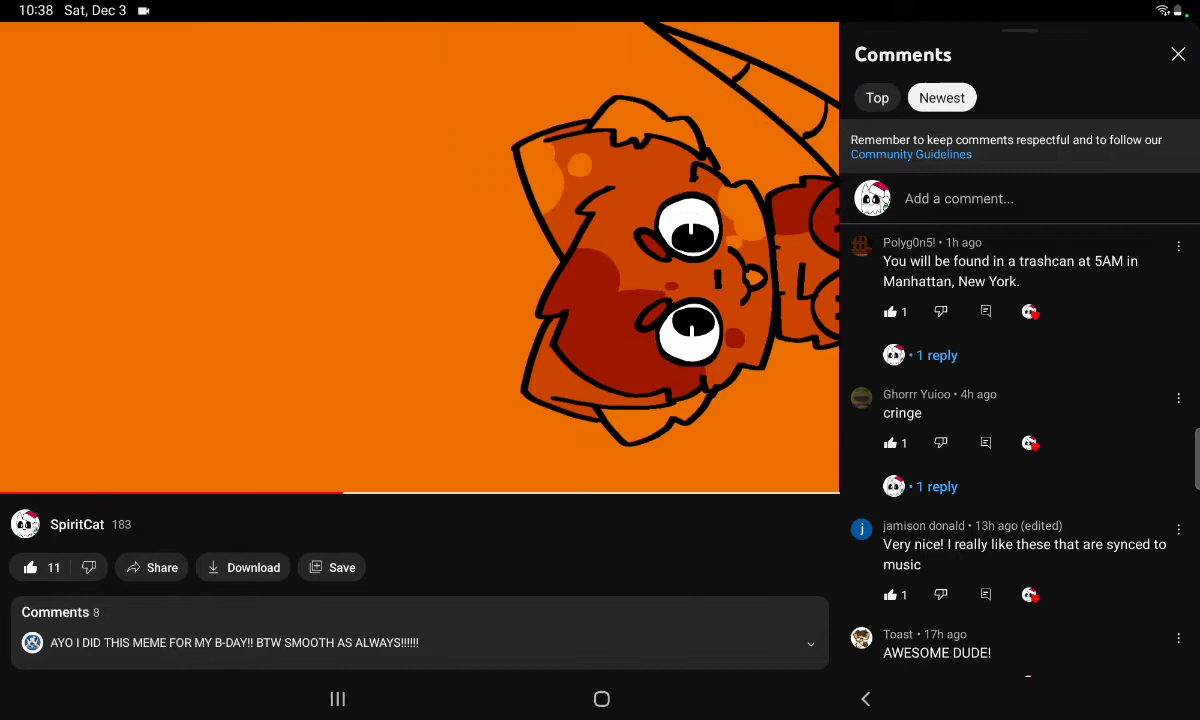 10:38 Sat, Dec 3
Comments
Top Newest
Remember to keep comments respectful and to follow our
Community Guidelines
Add a comment...
Polyg0n5! • 1h ago
You will be found in a trashcan at 5AM in
Manhattan, New York.
1
• 1 reply
Ghorrr Yuioo • 4h ago
cringe
1
• 1 reply
j
jamison donald • 13h ago (edited)
Very nice! I really like these that are synced to
music
1
Toast • 17h ago
AWESOME DUDE!
SpiritCat 183
11 Share Download Save
Comments 8
AYO I DID THIS MEME FOR MY B-DAY!! BTW SMOOTH AS ALWAYS!!!!!!